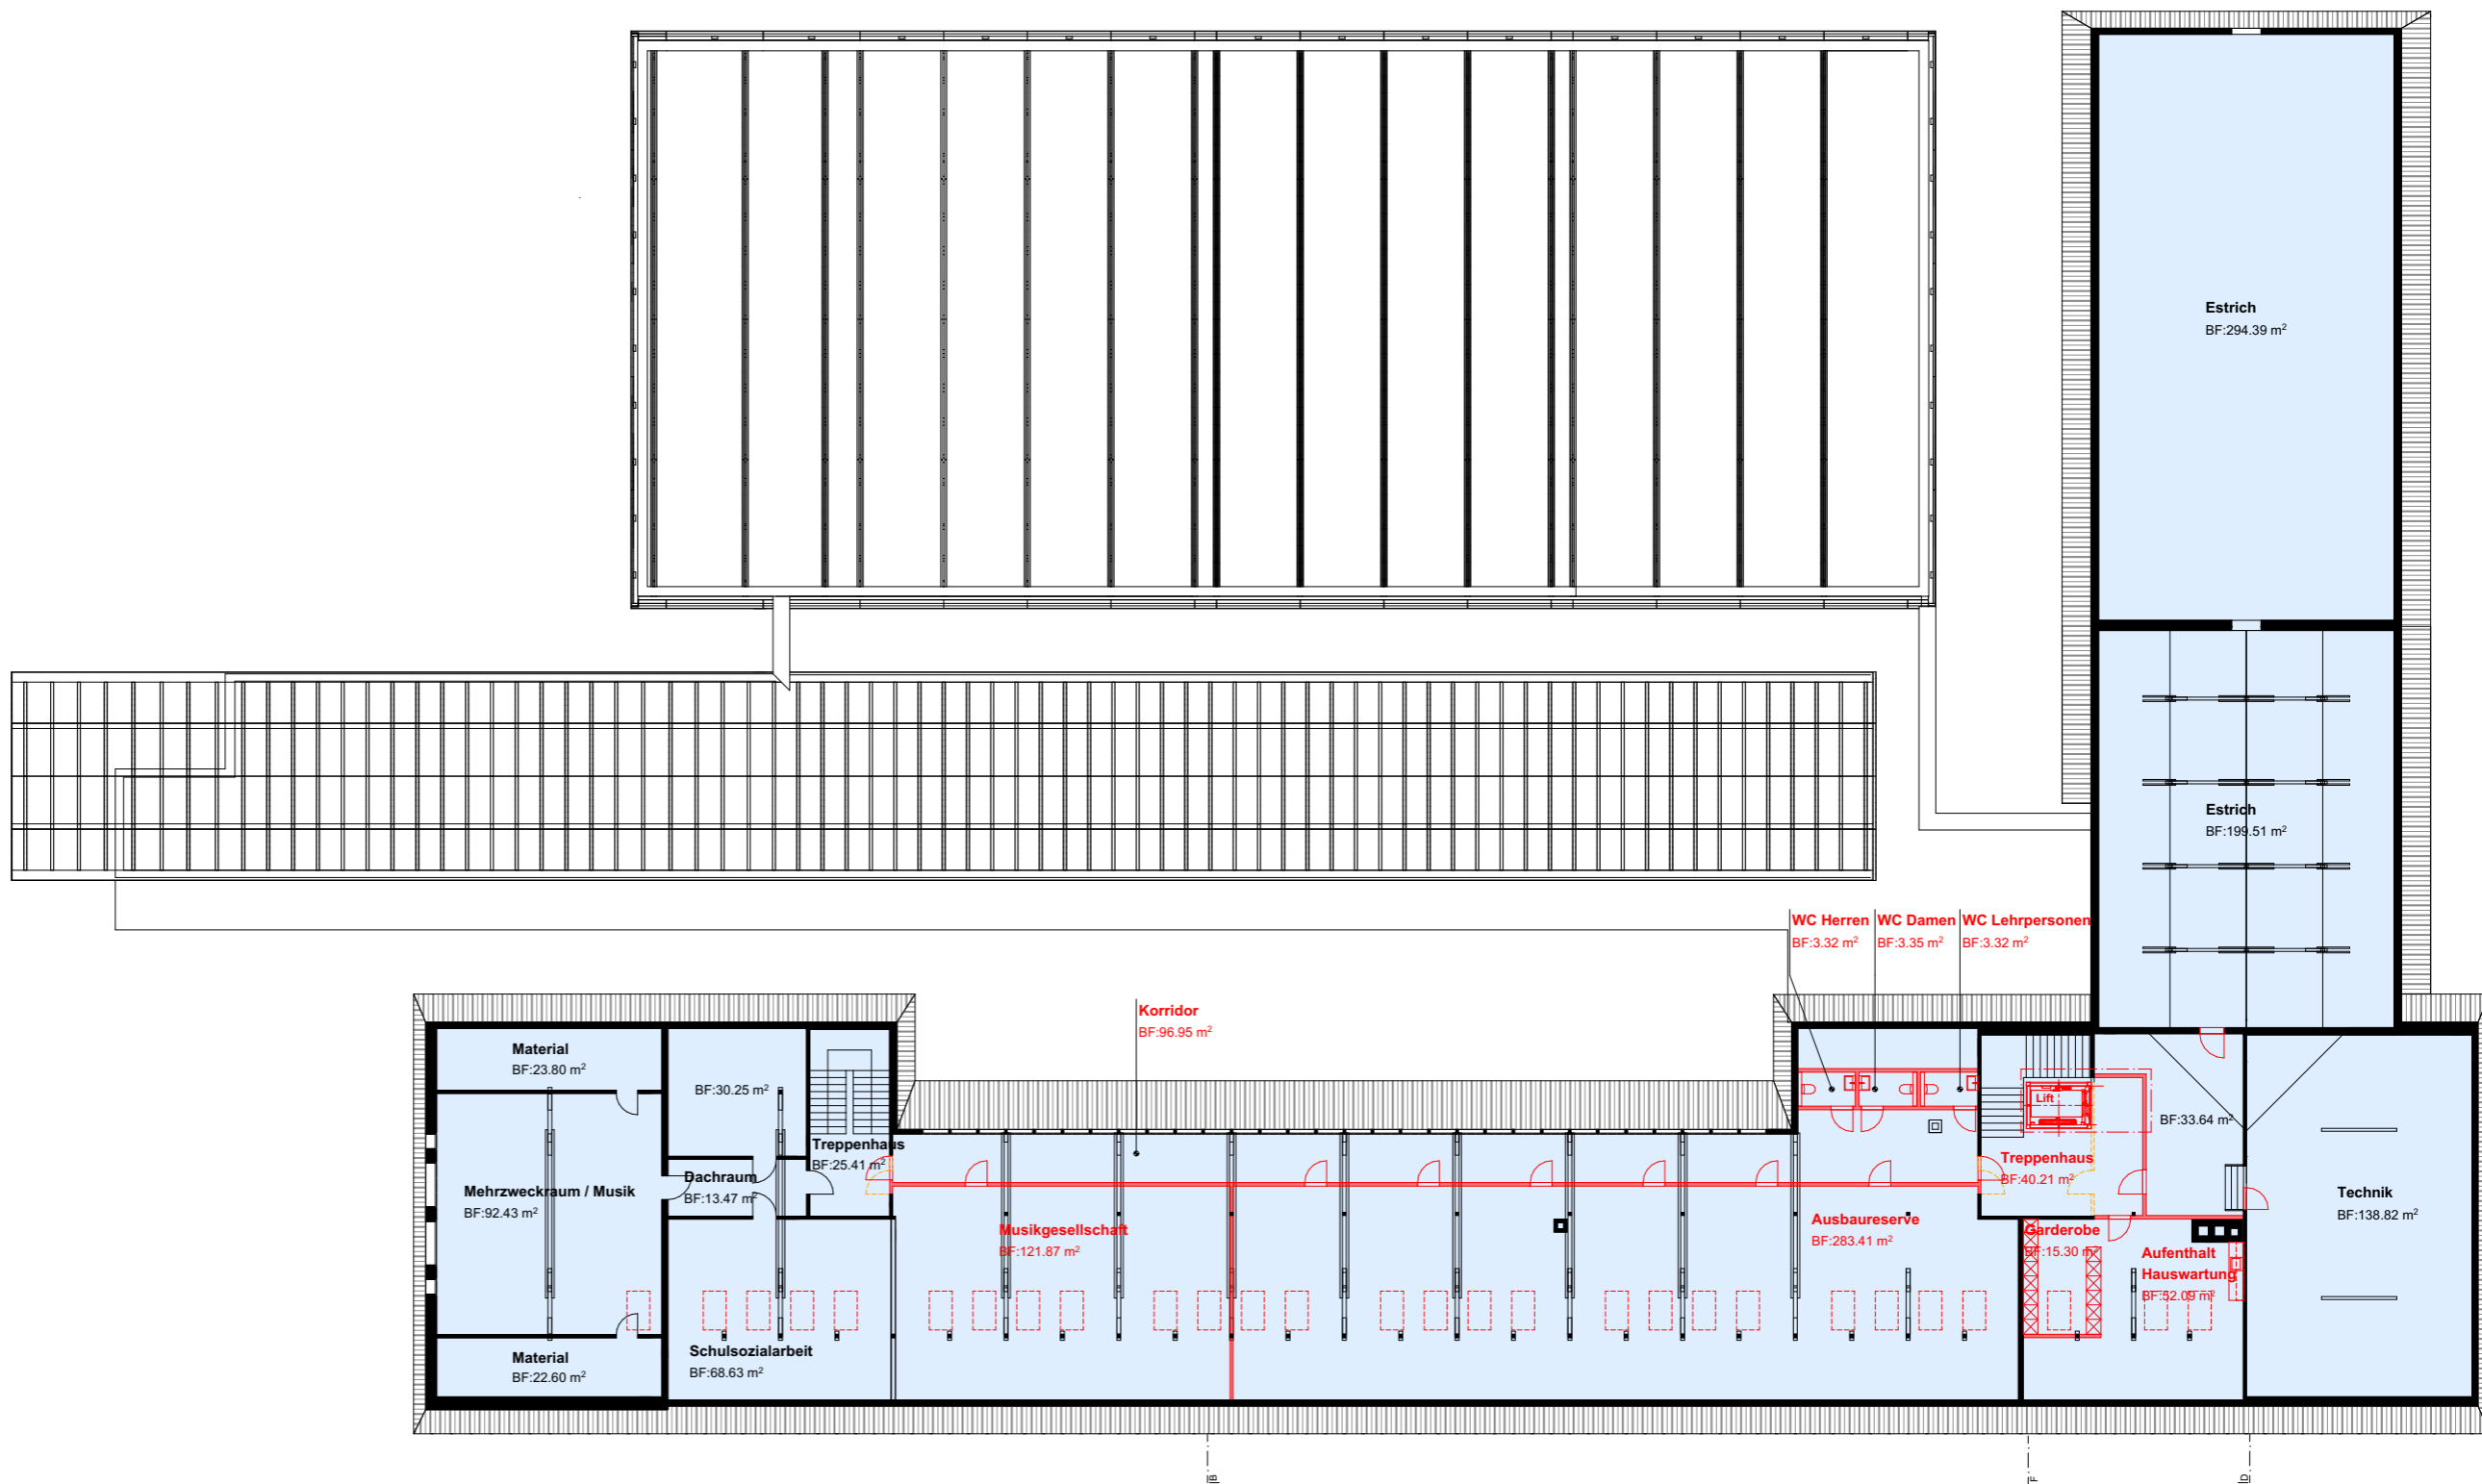 Estrich
BF:294.39 m²
Estrich
BF:199.51 m²
WC Herren
BF:3.32 m²
WC Damen
BF:3.35 m²
WC Lehrpersonen
BF:3.32 m²
Korridor
BF:96.95 m²
Material
BF:23.80 m²
BF:30.25 m²
Treppenhaus
BF:25.41 m²
Lift
BF:33.64 m²
Treppenhaus
BF:40.21 m²
Dachraum
BF:13.47 m²
Mehrzweckraum / Musik
BF:92.43 m²
Technik
BF:138.82 m²
Musikgesellschaft
BF:121.87 m²
Ausbaureserve
BF:283.41 m²
Garderobe
BF:15.30 m²
Aufenthalt
Hauswartung
BF:52.09 m²
Schulsozialarbeit
BF:68.63 m²
Material
BF:22.60 m²
B
F
D